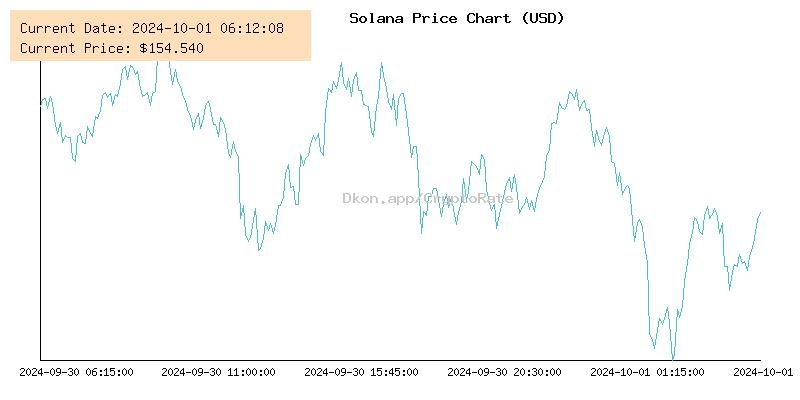 Solana Price Chart (USD)
Current Date: 2024-10-01 06:12:08
Current Price: $154.540
Dkon.app/CryptoRate
2024-09-30 06:15:00 2024-09-30 11:00:00 2024-09-30 15:45:00 2024-09-30 20:30:00 2024-10-01 01:15:00 2024-10-01